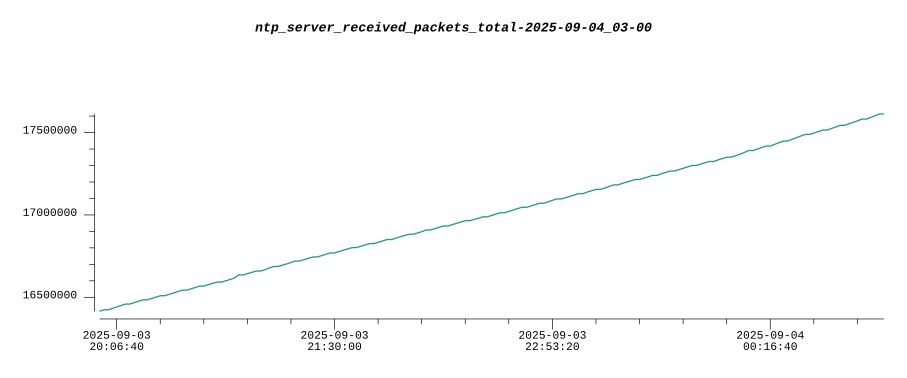 ntp_server_received_packets_total-2025-09-04_03-00
17500000
17000000
16500000
2025-09-03 2025-09-03 2025-09-03 2025-09-04
20:06:40 21:30:00 22:53:20 00:16:40